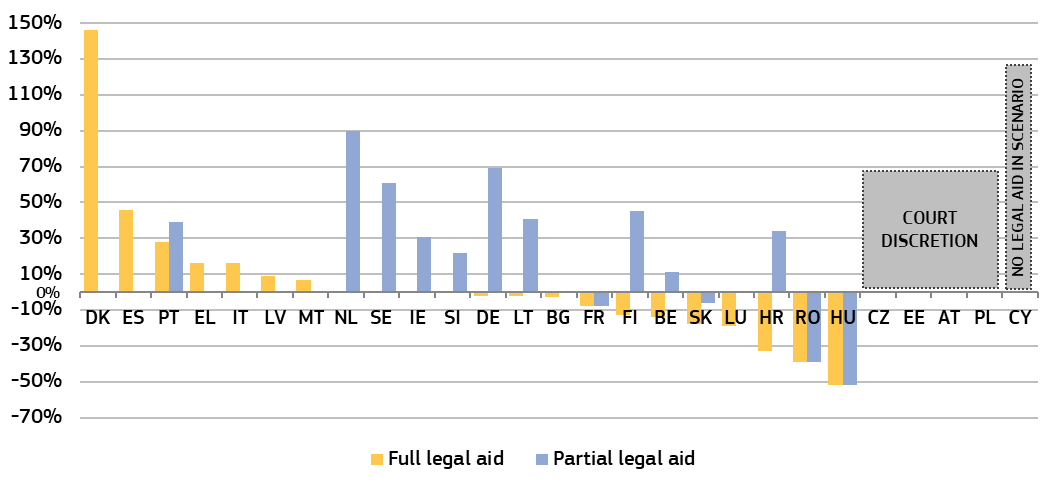 150%
130%
110%
90%
70%
50%
30%
10%
0%
-10%
-30%
-50%
-70%
DK ES PT EL IT LV MT NL SE IE SI DE LT BG FR FI BE SK LU HR RO HU CZ EE AT PL CY
COURT
DISCRETION
NO LEGAL AID IN SCENARIO
Full legal aid Partial legal aid